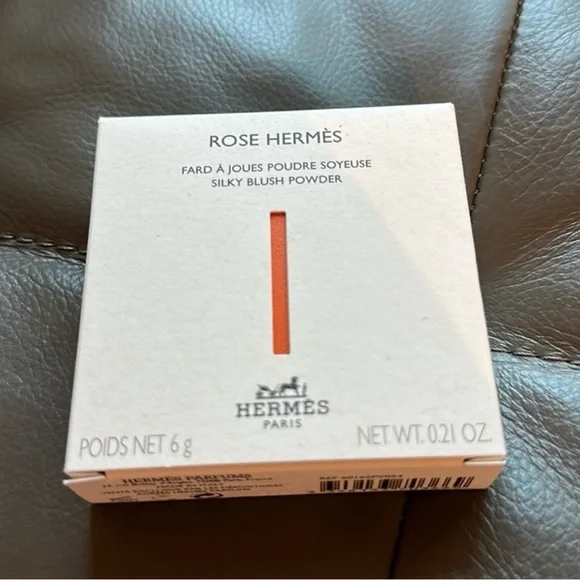 ROSE HERMÈS
FARD À JOUES POUDRE SOYEUSE
SILKY BLUSH POWDER
HERMÈS
PARIS
POIDS NET 6 g
NET WT. 0.21 OZ.
HERMÈS PARFUMS